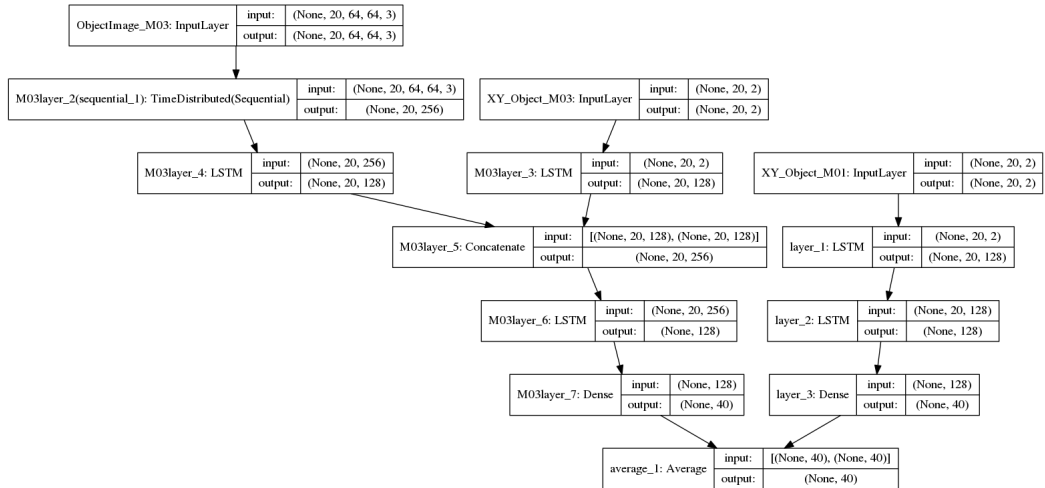 ObjectImage_M03: InputLayer
input: (None, 20, 64, 64, 3)
output: (None, 20, 64, 64, 3)
M03layer_2(sequential_1): TimeDistributed(Sequential)
input: (None, 20, 64, 64, 3)
output: (None, 20, 256)
XY_Object_M03: InputLayer
input: (None, 20, 2)
output: (None, 20, 2)
M03layer_4: LSTM
input: (None, 20, 256)
output: (None, 20, 128)
M03layer_3: LSTM
input: (None, 20, 2)
output: (None, 20, 128)
XY_Object_M01: InputLayer
input: (None, 20, 2)
output: (None, 20, 2)
M03layer_5: Concatenate
input: [(None, 20, 128), (None, 20, 128)]
output: (None, 20, 256)
layer_1: LSTM
input: (None, 20, 2)
output: (None, 20, 128)
M03layer_6: LSTM
input: (None, 20, 256)
output: (None, 128)
layer_2: LSTM
input: (None, 20, 128)
output: (None, 128)
M03layer_7: Dense
input: (None, 128)
output: (None, 40)
layer_3: Dense
input: (None, 128)
output: (None, 40)
average_1: Average
input: [(None, 40), (None, 40)]
output: (None, 40)